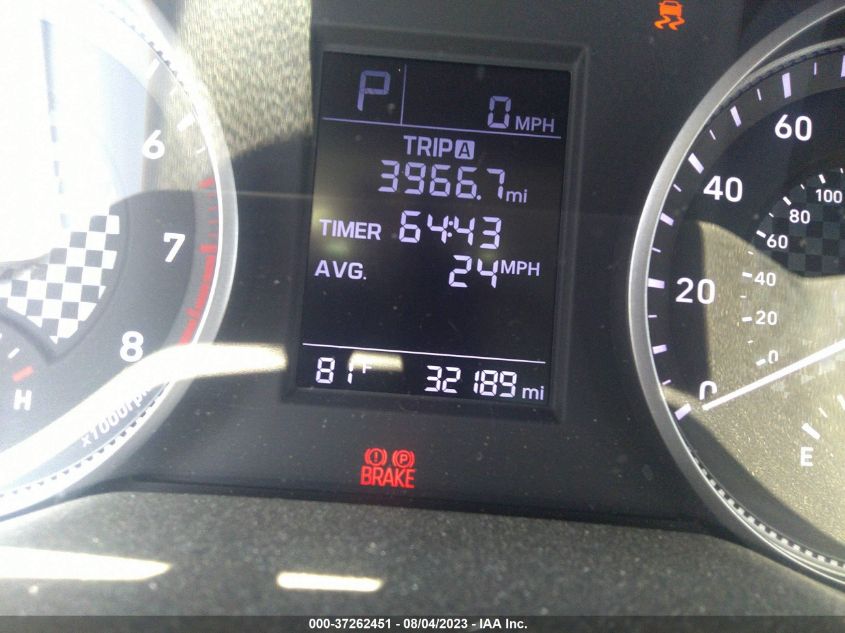 P 0 MPH
TRIP A
3966.7 mi
TIMER 64:43
AVG. 24 MPH
81°F 32189 mi
BRAKE
6
7
8
H
x1000rpm
60
40
20
0
100
80
60
40
20
0
E
000-37262451 - 08/04/2023 - IAA Inc.